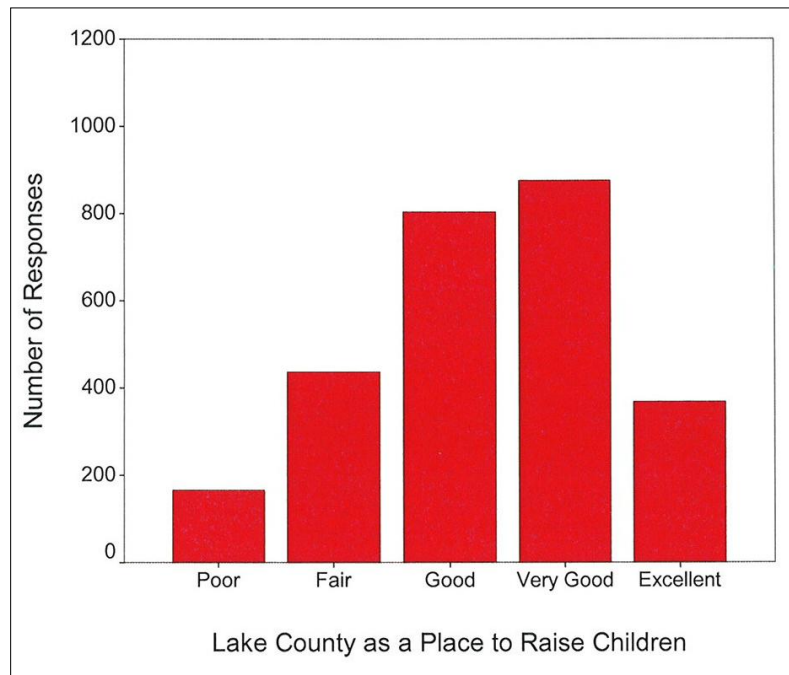 1200
1000
800
600
400
200
0
Number of Responses
Poor Fair Good Very Good Excellent
Lake County as a Place to Raise Children